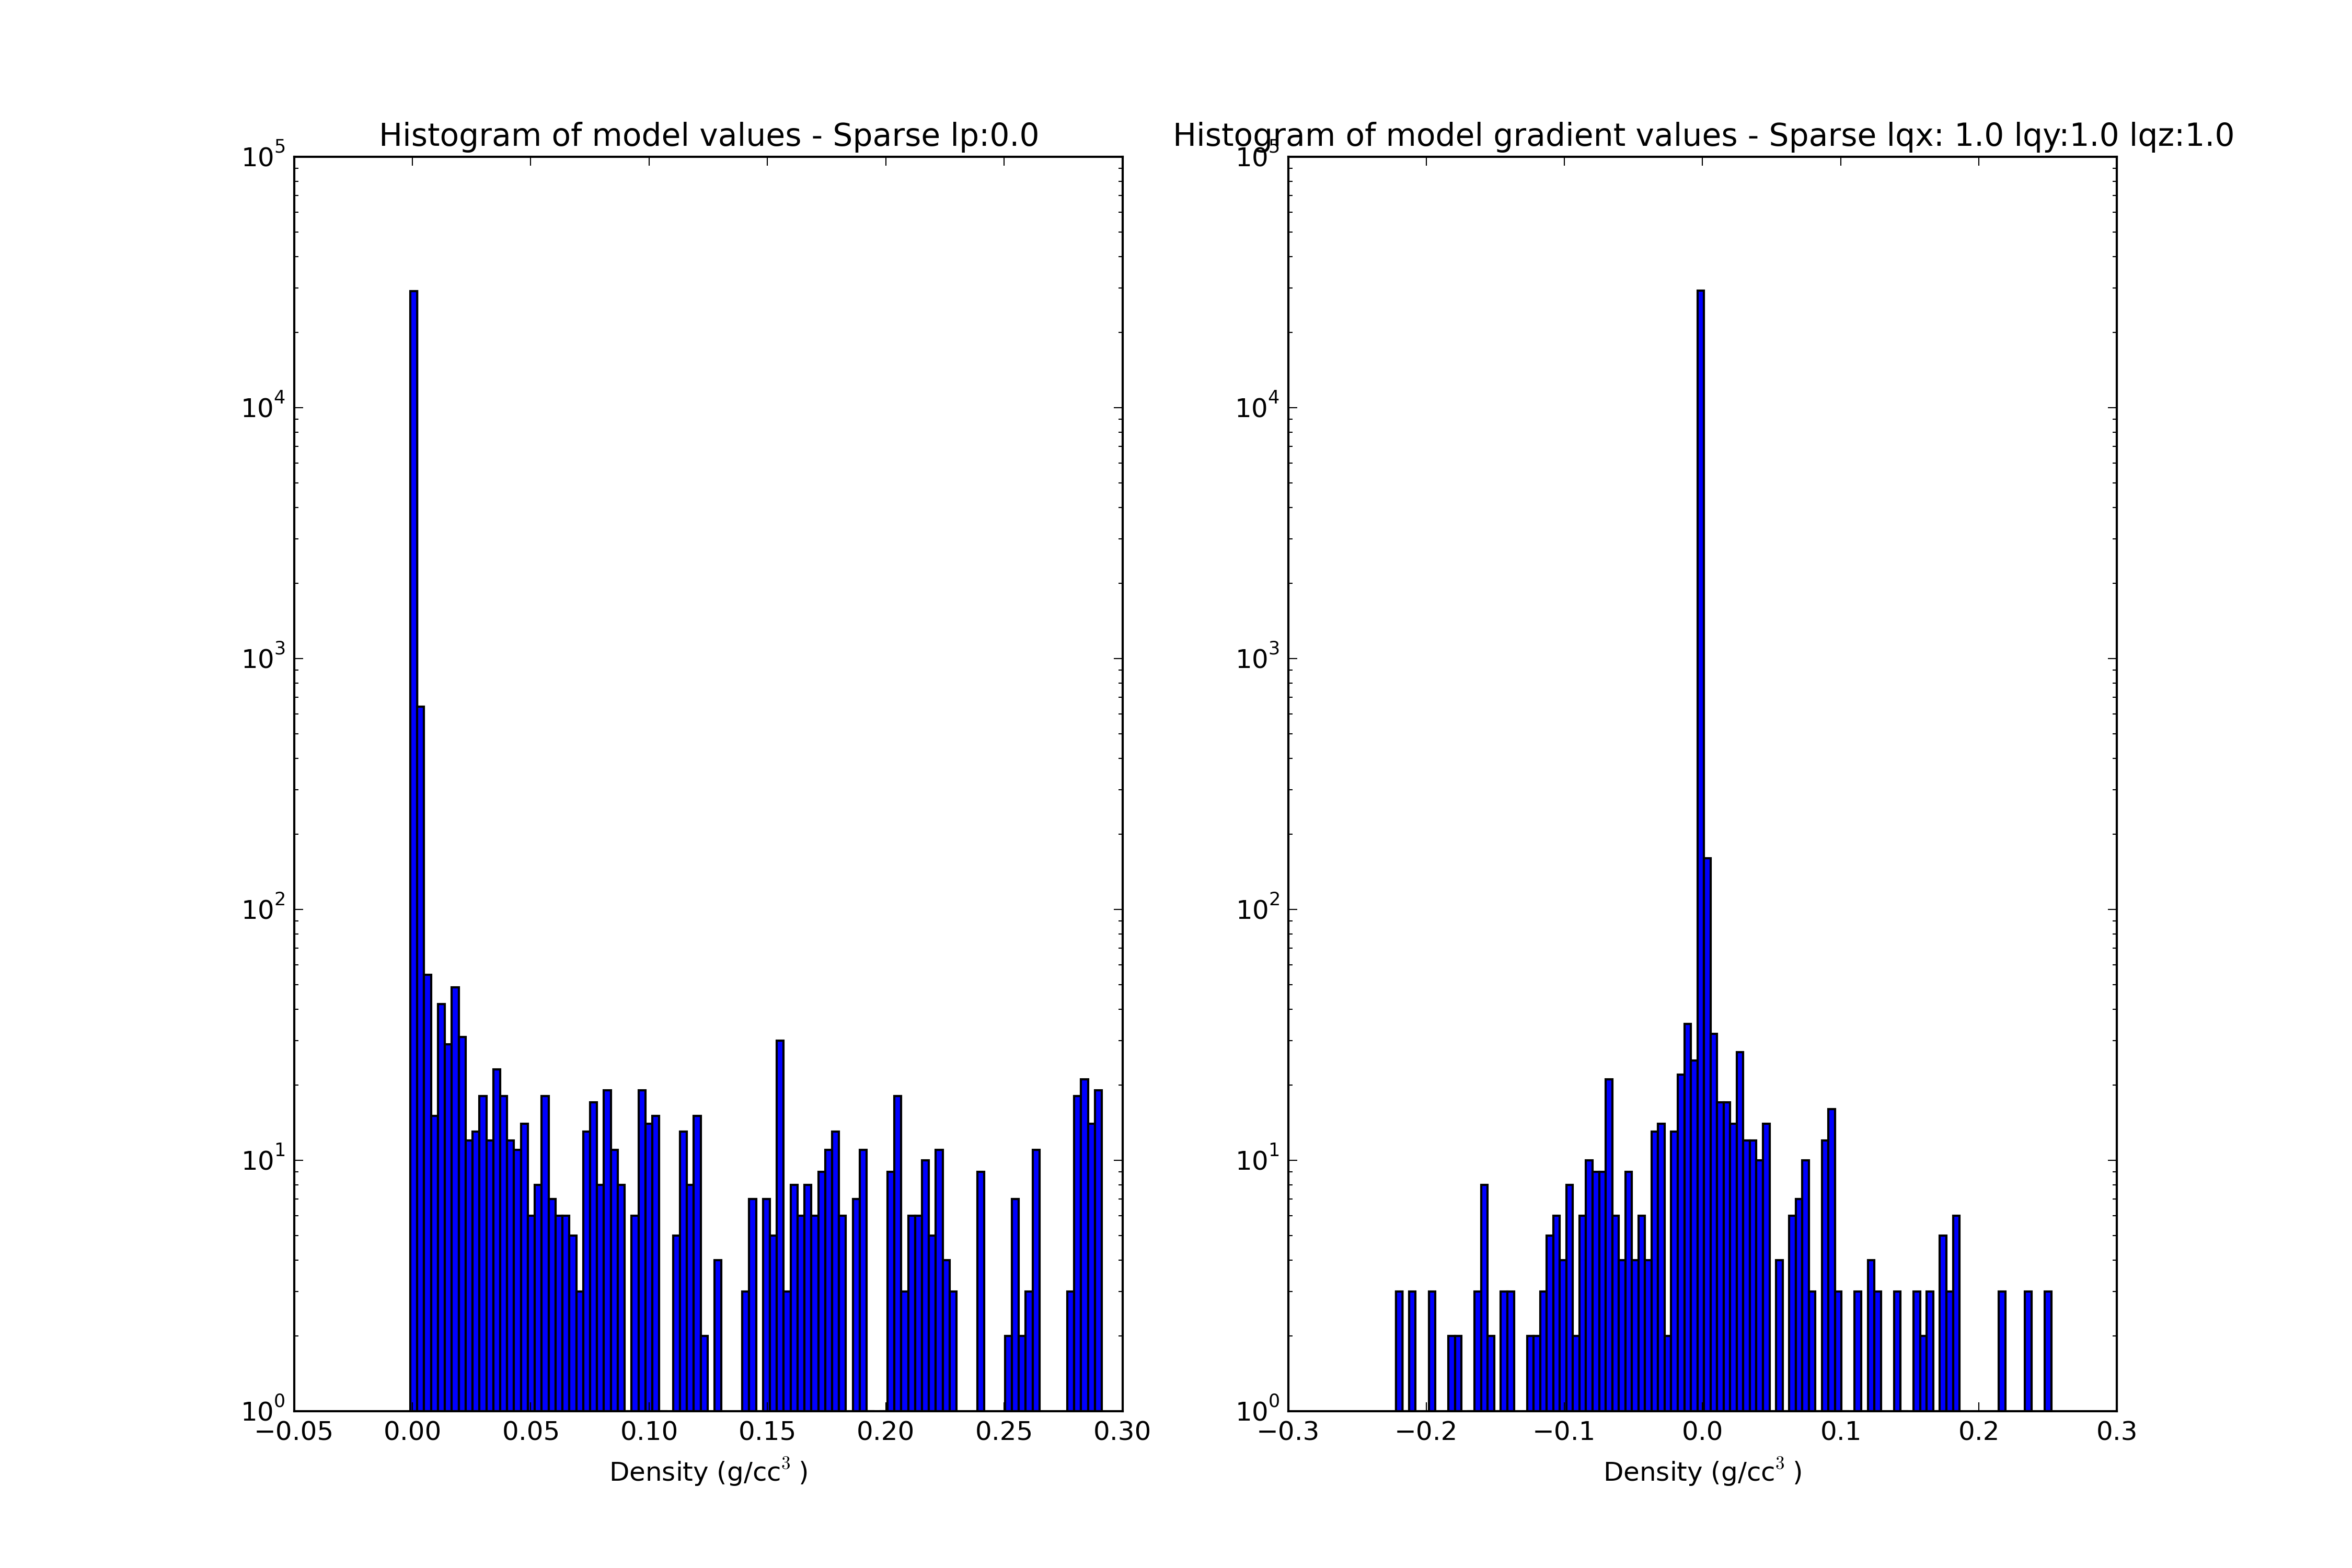 Histogram of model values - Sparse lp:0.0
10^5
10^4
10^3
10^2
10^1
10^0
−0.05 0.00 0.05 0.10 0.15 0.20 0.25 0.30
Density (g/cc^3 )
Histogram of model gradient values - Sparse lqx: 1.0 lqy:1.0 lqz:1.0
10^5
10^4
10^3
10^2
10^1
10^0
−0.3 −0.2 −0.1 0.0 0.1 0.2 0.3
Density (g/cc^3 )